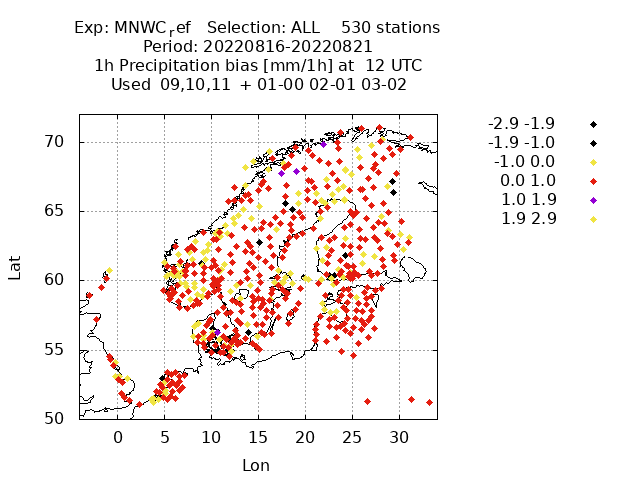 Exp: MNWC_ref   Selection: ALL    530 stations
Period: 20220816-20220821
1h Precipitation bias [mm/1h] at  12 UTC
Used  09,10,11  + 01-00 02-01 03-02
-2.9 -1.9
-1.9 -1.0
-1.0 0.0
0.0 1.0
1.0 1.9
1.9 2.9
70
65
60
55
50
Lat
0 5 10 15 20 25 30
Lon